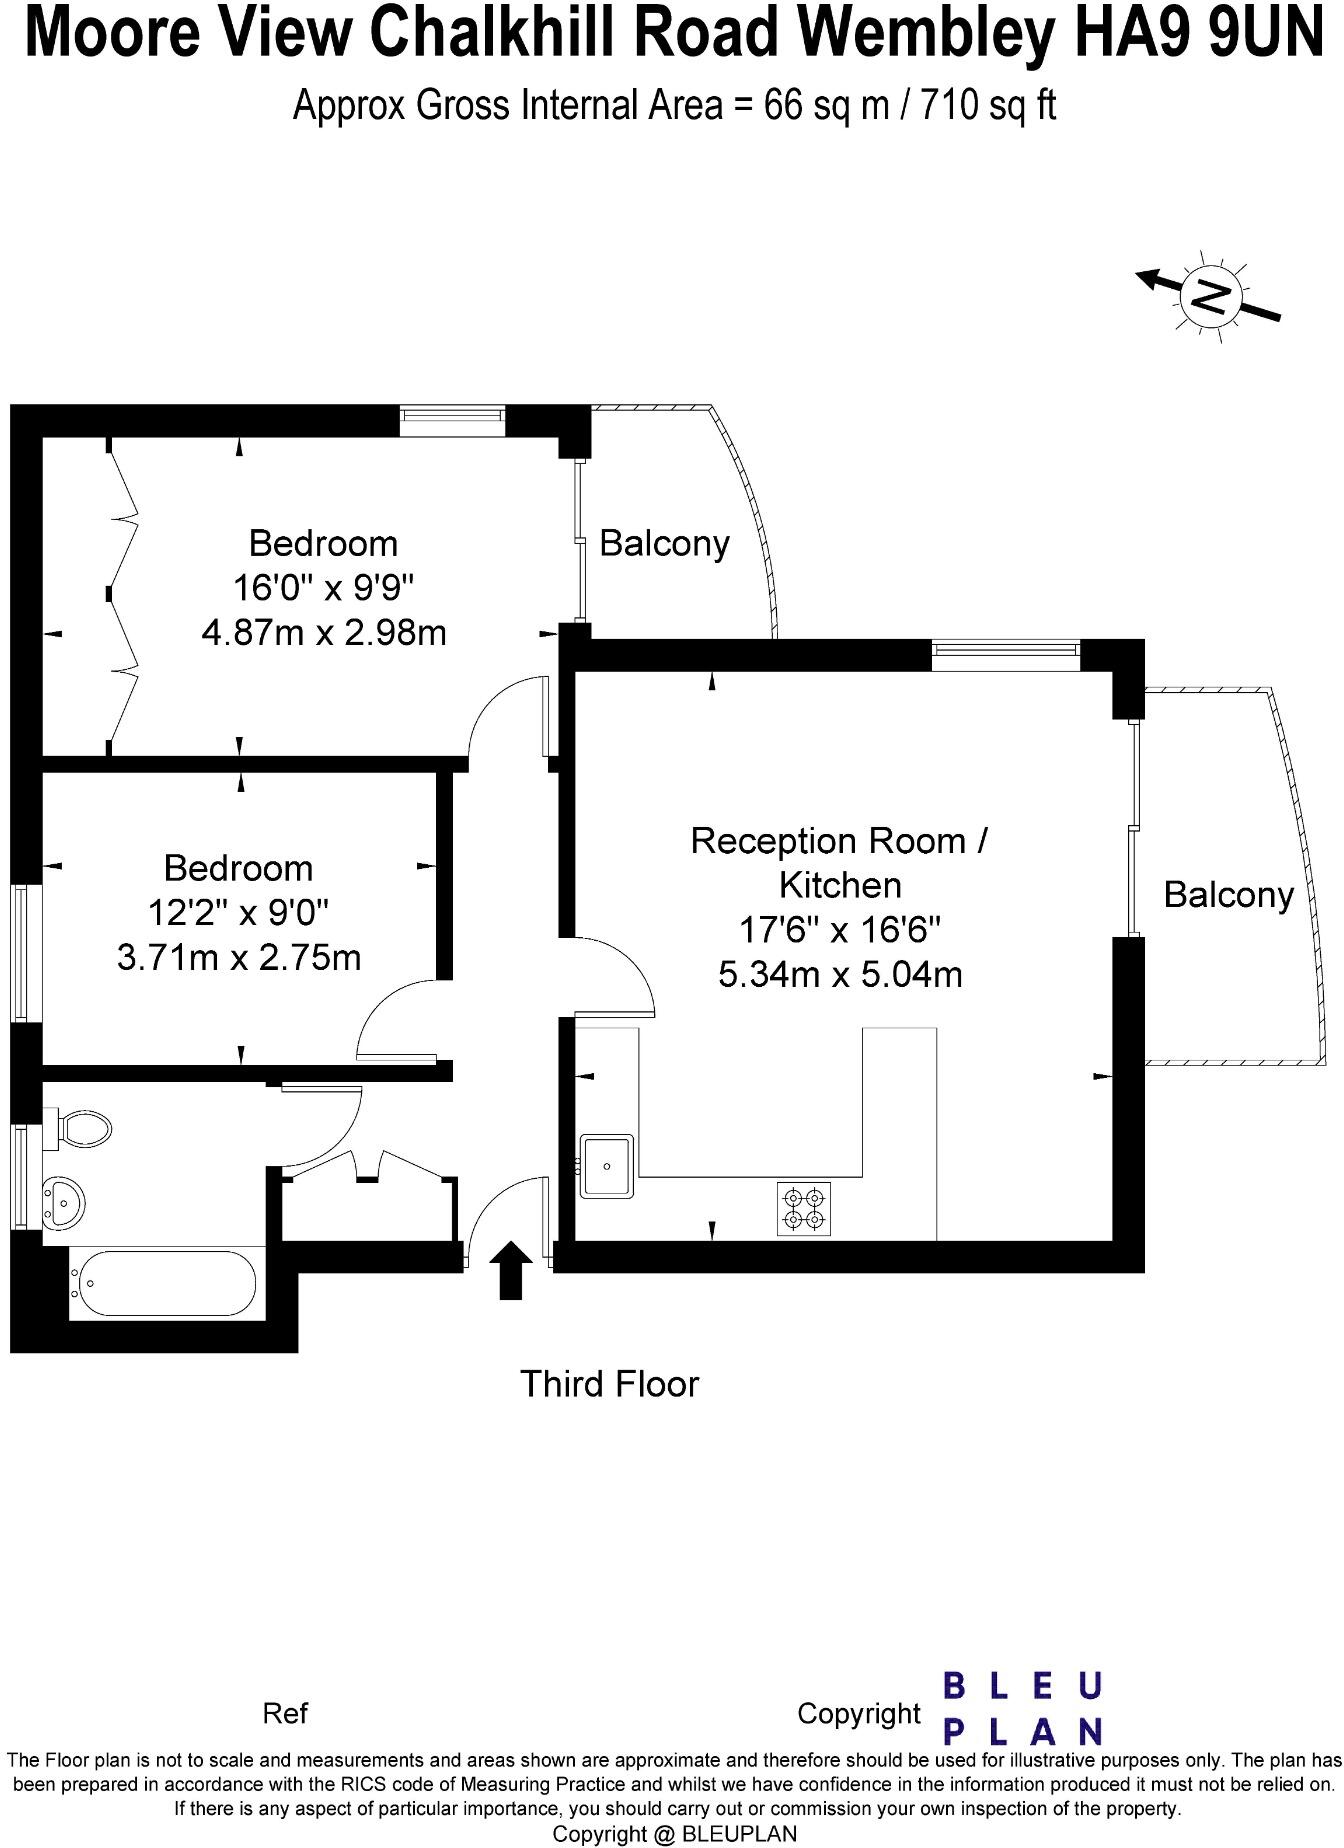 Moore View Chalkhill Road Wembley HA9 9UN
Approx Gross Internal Area = 66 sq m / 710 sq ft
N
Bedroom
16'0" x 9'9"
4.87m x 2.98m
Balcony
Reception Room /
Kitchen
17'6" x 16'6"
5.34m x 5.04m
Balcony
Bedroom
12'2" x 9'0"
3.71m x 2.75m
Third Floor
Ref
Copyright
BLEU
PLAN
The Floor plan is not to scale and measurements and areas shown are approximate and therefore should be used for illustrative purposes only. The plan has
been prepared in accordance with the RICS code of Measuring Practice and whilst we have confidence in the information produced it must not be relied on.
If there is any aspect of particular importance, you should carry out or commission your own inspection of the property.
Copyright @ BLEUPLAN